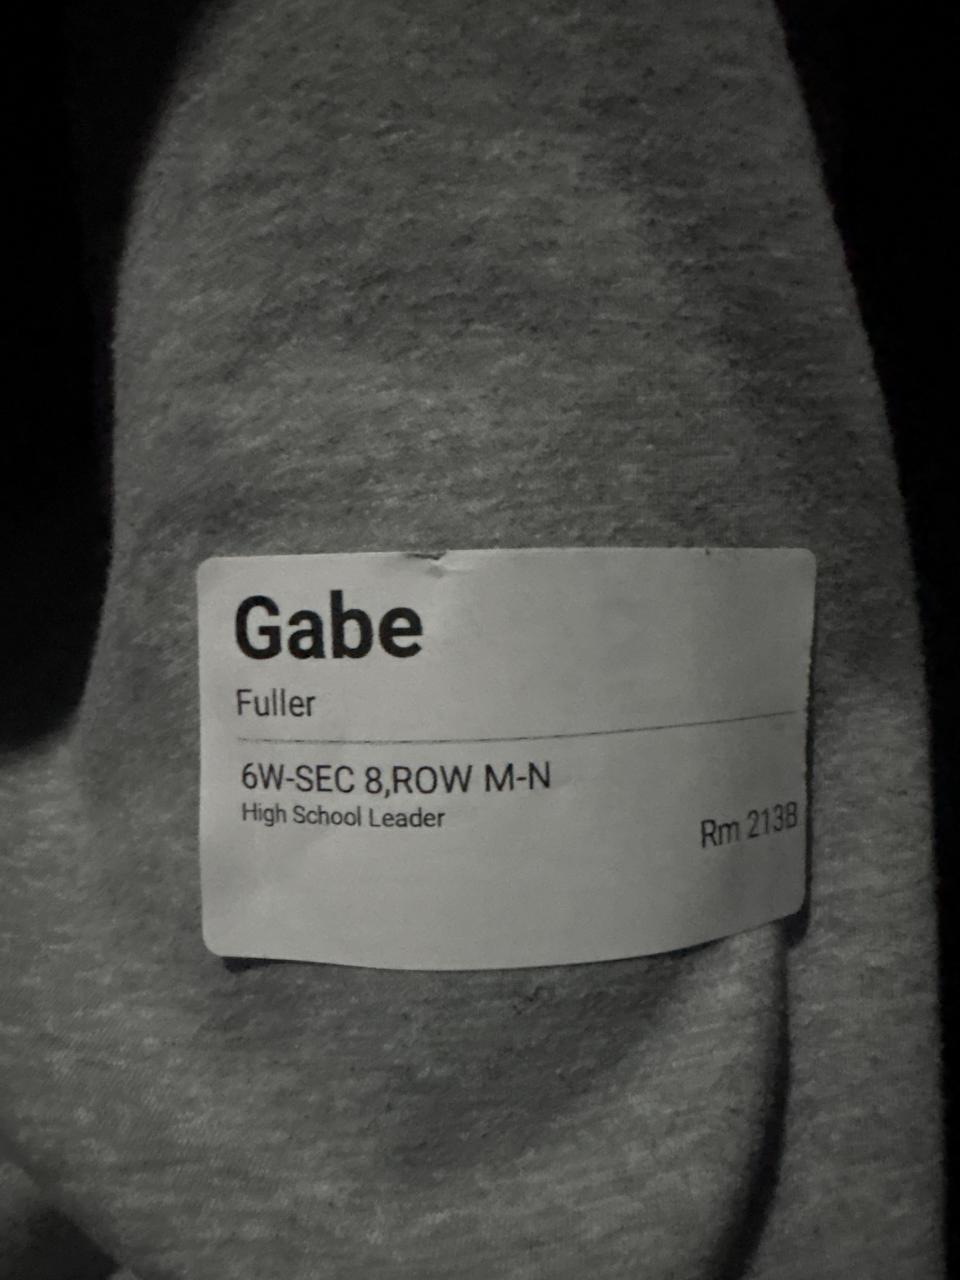 Gabe
Fuller
6W-SEC 8,ROW M-N
High School Leader
Rm 213B